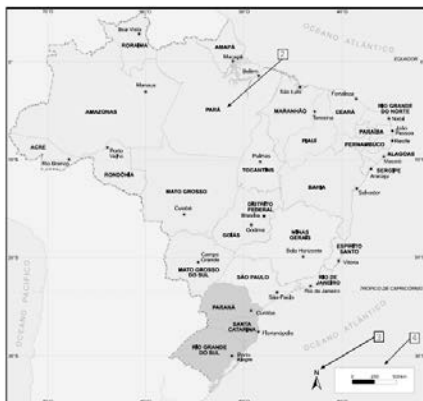 OCEANO ATLÂNTICO
Boa Vista
RORAIMA
AMAPÁ
Macapá
2
EQUADOR
0°
Belém
Manaus
São Luís
Fortaleza
AMAZONAS
PARÁ
MARANHÃO
Teresina
CEARÁ
RIO GRANDE
DO NORTE
Natal
PARAÍBA
João
Pessoa
PERNAMBUCO
Recife
PIAUÍ
ACRE
Rio Branco
Porto
Velho
RONDÔNIA
Palmas
TOCANTINS
ALAGOAS
Maceió
SERGIPE
Aracaju
BAHIA
Salvador
MATO GROSSO
Cuiabá
DISTRITO
FEDERAL
Brasília
GOIÁS
Goiânia
MINAS
GERAIS
Belo Horizonte
ESPÍRITO
SANTO
Vitória
Campo
Grande
MATO GROSSO
DO SUL
SÃO PAULO
São Paulo
RIO DE
JANEIRO
Rio de Janeiro
TRÓPICO DE CAPRICÓRNIO
OCEANO PACÍFICO
PARANÁ
Curitiba
SANTA
CATARINA
Florianópolis
RIO GRANDE
DO SUL
Porto
Alegre
OCEANO ATLÂNTICO
3
4
N
0